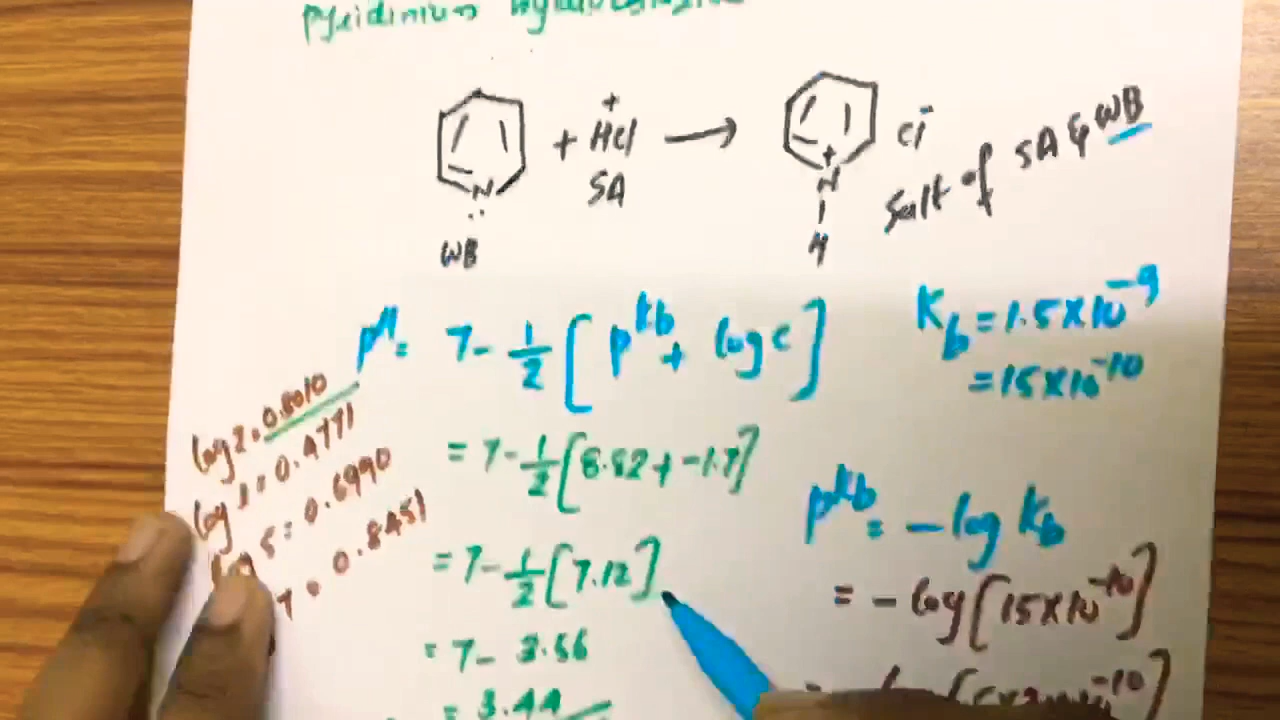 Pyridinium
N + HCl → N Cl⁻
+
SA
WB
H
Salt of SA & WB
pH = 7 - 1/2 [pkb + log c]
= 7 - 1/2 [8.82 + -1.7]
= 7 - 1/2 [7.12]
= 7 - 3.56
= 3.44
Kb = 1.5 × 10⁻⁹
= 15 × 10⁻¹⁰
pKb = - log Kb
= - log [15 × 10⁻¹⁰]
log 2 = 0.3010
log 3 = 0.4771
5 = 0.6990
7 = 0.8451